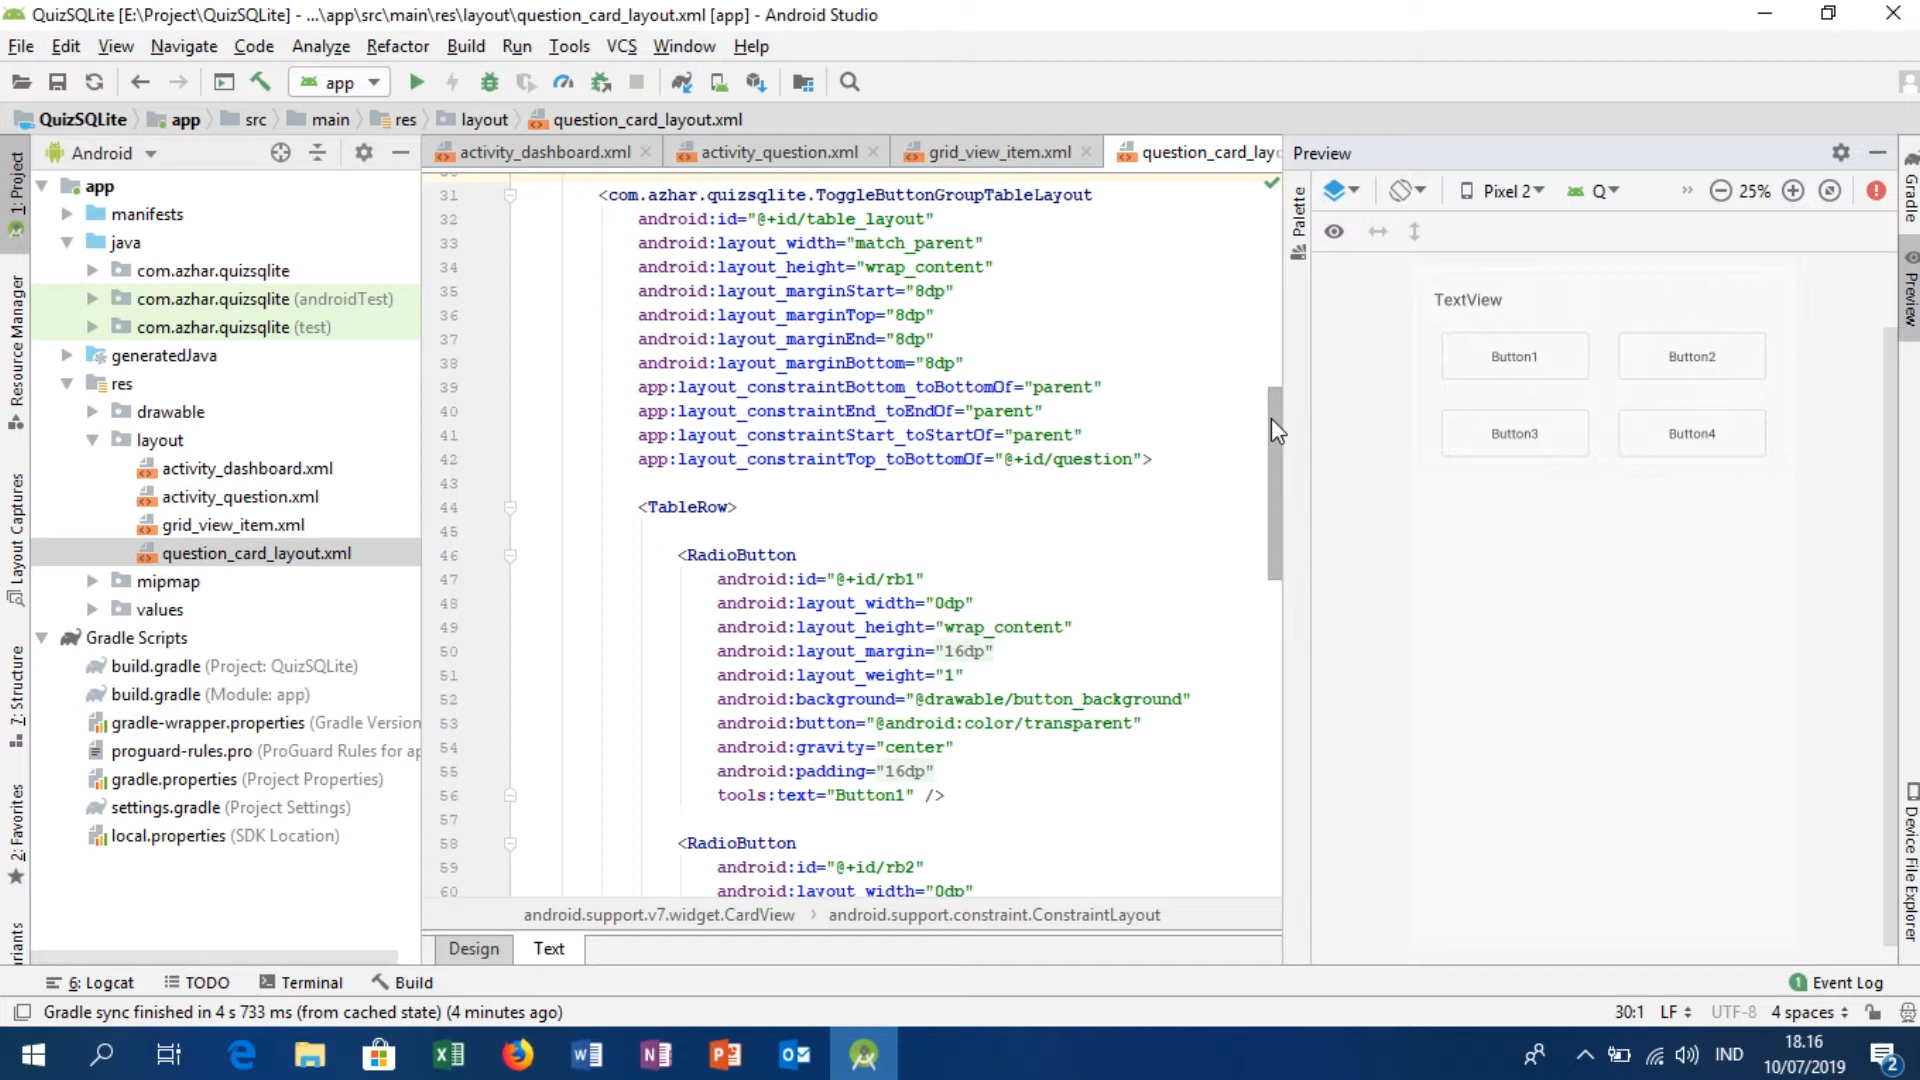 QuizSQLite [E:\Project\QuizSQLite] - ...\app\src\main\res\layout\question_card_layout.xml [app] - Android Studio
File Edit View Navigate Code Analyze Refactor Build Run Tools VCS Window Help
app
QuizSQLite app src main res layout question_card_layout.xml
Android
activity_dashboard.xml activity_question.xml grid_view_item.xml question_card_lay
Preview
1: Project
Resource Manager
Layout Captures
7: Structure
2: Favorites
app
manifests
java
com.azhar.quizsqlite
com.azhar.quizsqlite (androidTest)
com.azhar.quizsqlite (test)
generatedJava
res
drawable
layout
activity_dashboard.xml
activity_question.xml
grid_view_item.xml
question_card_layout.xml
mipmap
values
Gradle Scripts
build.gradle (Project: QuizSQLite)
build.gradle (Module: app)
gradle-wrapper.properties (Gradle Version
proguard-rules.pro (ProGuard Rules for ap
gradle.properties (Project Properties)
settings.gradle (Project Settings)
local.properties (SDK Location)
31 <com.azhar.quizsqlite.ToggleButtonGroupTableLayout
32 android:id="@+id/table_layout"
33 android:layout_width="match_parent"
34 android:layout_height="wrap_content"
35 android:layout_marginStart="8dp"
36 android:layout_marginTop="8dp"
37 android:layout_marginEnd="8dp"
38 android:layout_marginBottom="8dp"
39 app:layout_constraintBottom_toBottomOf="parent"
40 app:layout_constraintEnd_toEndOf="parent"
41 app:layout_constraintStart_toStartOf="parent"
42 app:layout_constraintTop_toBottomOf="@+id/question">
43
44 <TableRow>
45
46 <RadioButton
47 android:id="@+id/rb1"
48 android:layout_width="0dp"
49 android:layout_height="wrap_content"
50 android:layout_margin="16dp"
51 android:layout_weight="1"
52 android:background="@drawable/button_background"
53 android:button="@android:color/transparent"
54 android:gravity="center"
55 android:padding="16dp"
56 tools:text="Button1" />
57
58 <RadioButton
59 android:id="@+id/rb2"
60 android:layout_width="0dp"
android.support.v7.widget.CardView android.support.constraint.ConstraintLayout
Design Text
Palette
Pixel 2 Q 25%
TextView
Button1 Button2
Button3 Button4
Gradle
Preview
Device File Explorer
6: Logcat TODO Terminal Build Event Log
Gradle sync finished in 4 s 733 ms (from cached state) (4 minutes ago)
30:1 LF UTF-8 4 spaces
IND
18.16
10/07/2019
2